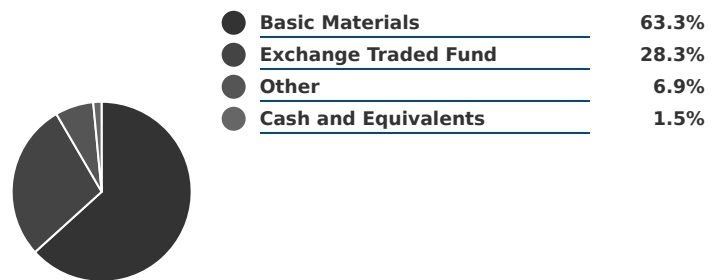 Basic Materials 63.3%
Exchange Traded Fund 28.3%
Other 6.9%
Cash and Equivalents 1.5%